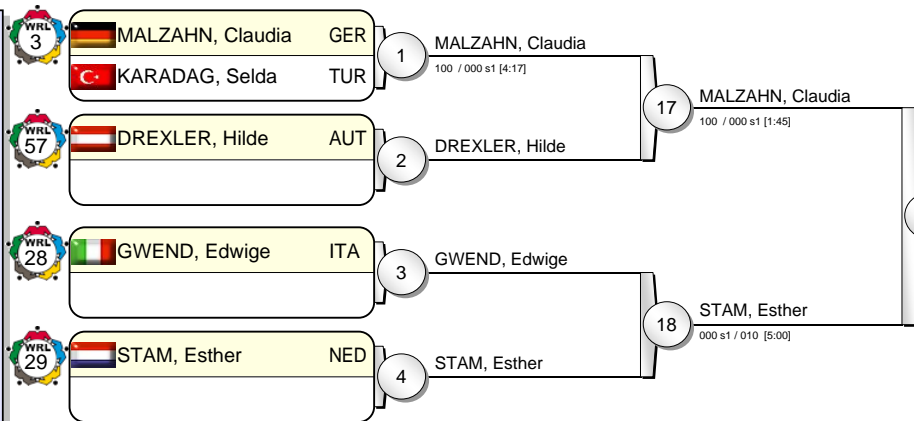 WRL
3
MALZAHN, Claudia GER
KARADAG, Selda TUR
1
MALZAHN, Claudia
100 / 000 s1 [4:17]
17
MALZAHN, Claudia
100 / 000 s1 [1:45]
WRL
57
DREXLER, Hilde AUT
2
DREXLER, Hilde
WRL
28
GWEND, Edwige ITA
3
GWEND, Edwige
18
STAM, Esther
000 s1 / 010 [5:00]
WRL
29
STAM, Esther NED
4
STAM, Esther